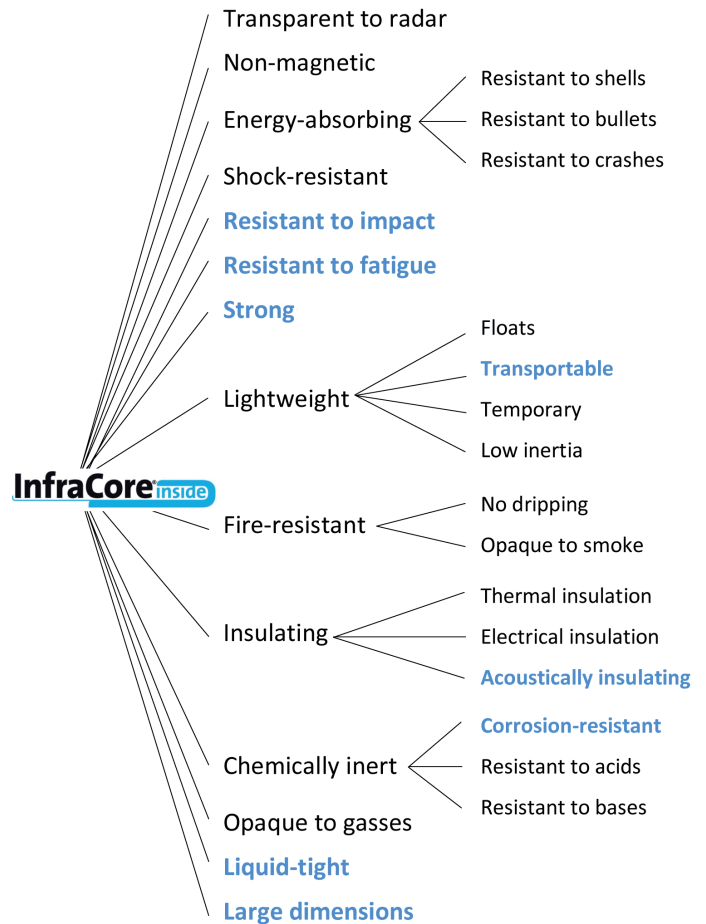 Transparent to radar
Non-magnetic
Energy-absorbing
Resistant to shells
Resistant to bullets
Resistant to crashes
Shock-resistant
Resistant to impact
Resistant to fatigue
Strong
Lightweight
Floats
Transportable
Temporary
Low inertia
InfraCore® inside
Fire-resistant
No dripping
Opaque to smoke
Insulating
Thermal insulation
Electrical insulation
Acoustically insulating
Chemically inert
Corrosion-resistant
Resistant to acids
Resistant to bases
Opaque to gasses
Liquid-tight
Large dimensions